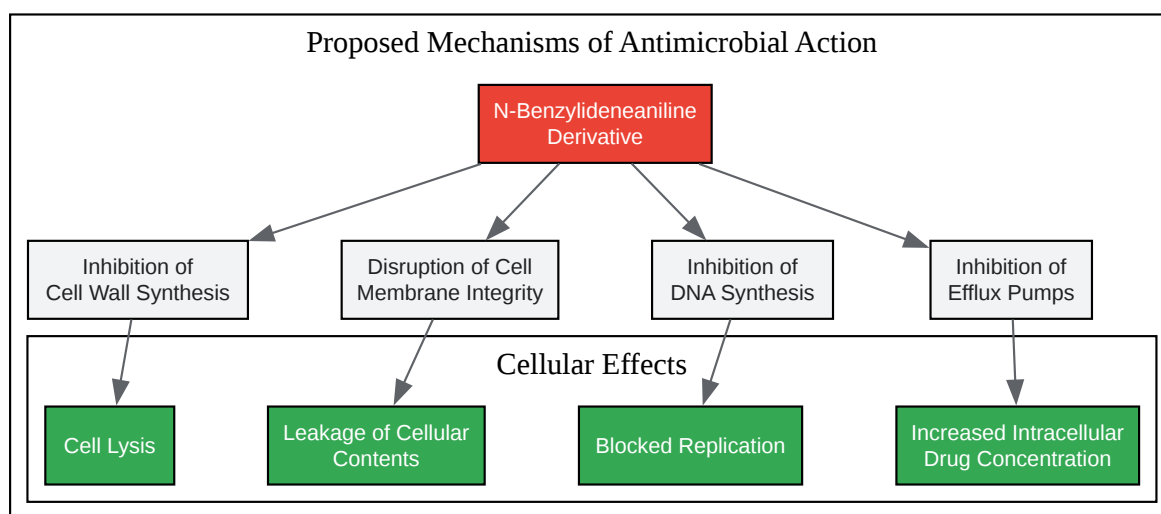 Proposed Mechanisms of Antimicrobial Action
N-Benzylideneaniline
Derivative
Inhibition of
Cell Wall Synthesis
Disruption of Cell
Membrane Integrity
Inhibition of
DNA Synthesis
Inhibition of
Efflux Pumps
Cellular Effects
Cell Lysis
Leakage of Cellular
Contents
Blocked Replication
Increased Intracellular
Drug Concentration